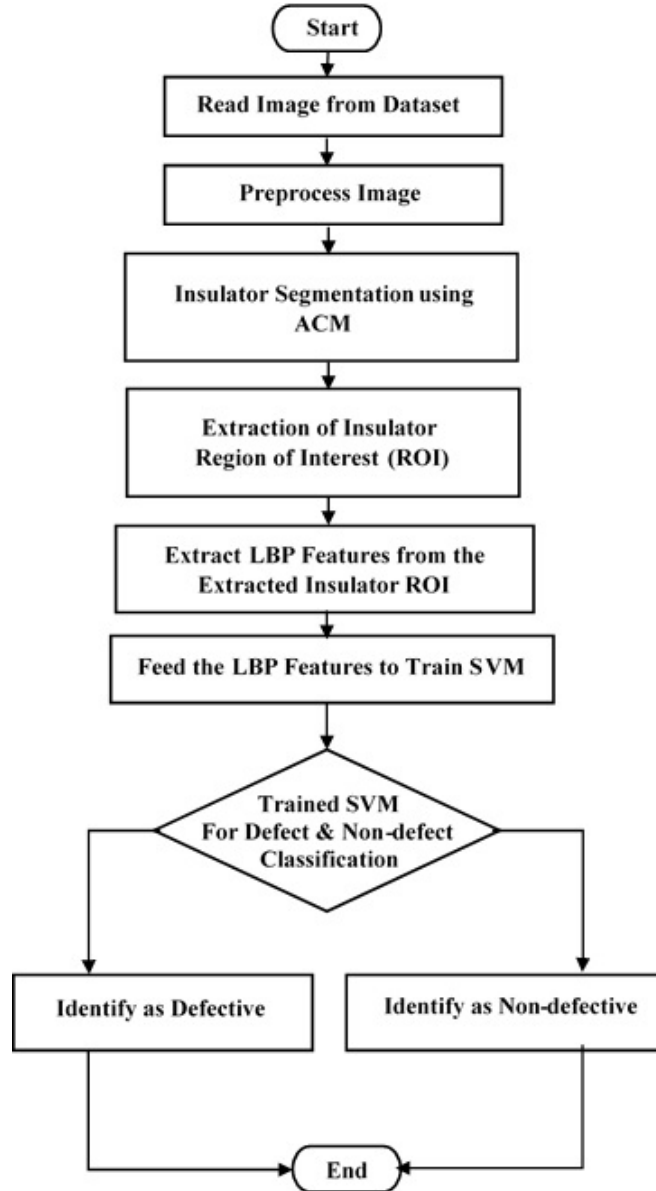 Start
Read Image from Dataset
Preprocess Image
Insulator Segmentation using
ACM
Extraction of Insulator
Region of Interest (ROI)
Extract LBP Features from the
Extracted Insulator ROI
Feed the LBP Features to Train SVM
Trained SVM
For Defect & Non-defect
Classification
Identify as Defective
Identify as Non-defective
End